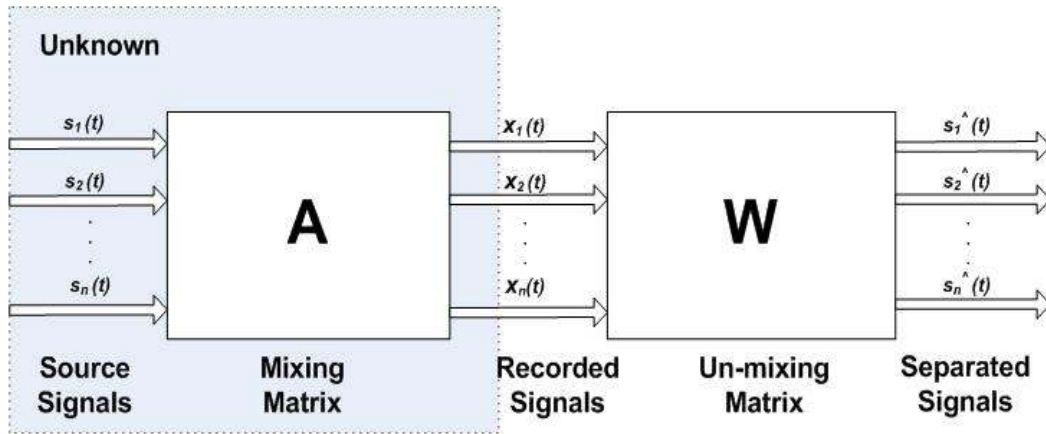 Unknown
s1(t)
x1(t)
s1^(t)
s2(t)
x2(t)
s2^(t)
A
W
sn(t)
xn(t)
sn^(t)
Source
Signals
Mixing
Matrix
Recorded
Signals
Un-mixing
Matrix
Separated
Signals